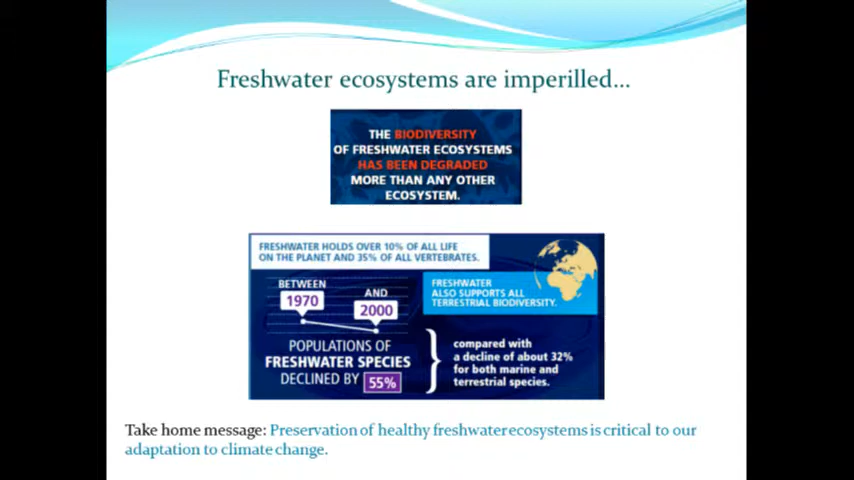 Freshwater ecosystems are imperilled...
THE BIODIVERSITY
OF FRESHWATER ECOSYSTEMS
HAS BEEN DEGRADED
MORE THAN ANY OTHER
ECOSYSTEM.
FRESHWATER HOLDS OVER 10% OF ALL LIFE
ON THE PLANET AND 35% OF ALL VERTEBRATES.
BETWEEN
1970
AND
2000
FRESHWATER
ALSO SUPPORTS ALL
TERRESTRIAL BIODIVERSITY.
POPULATIONS OF
FRESHWATER SPECIES
DECLINED BY 55%
compared with
a decline of about 32%
for both marine and
terrestrial species.
Take home message: Preservation of healthy freshwater ecosystems is critical to our
adaptation to climate change.